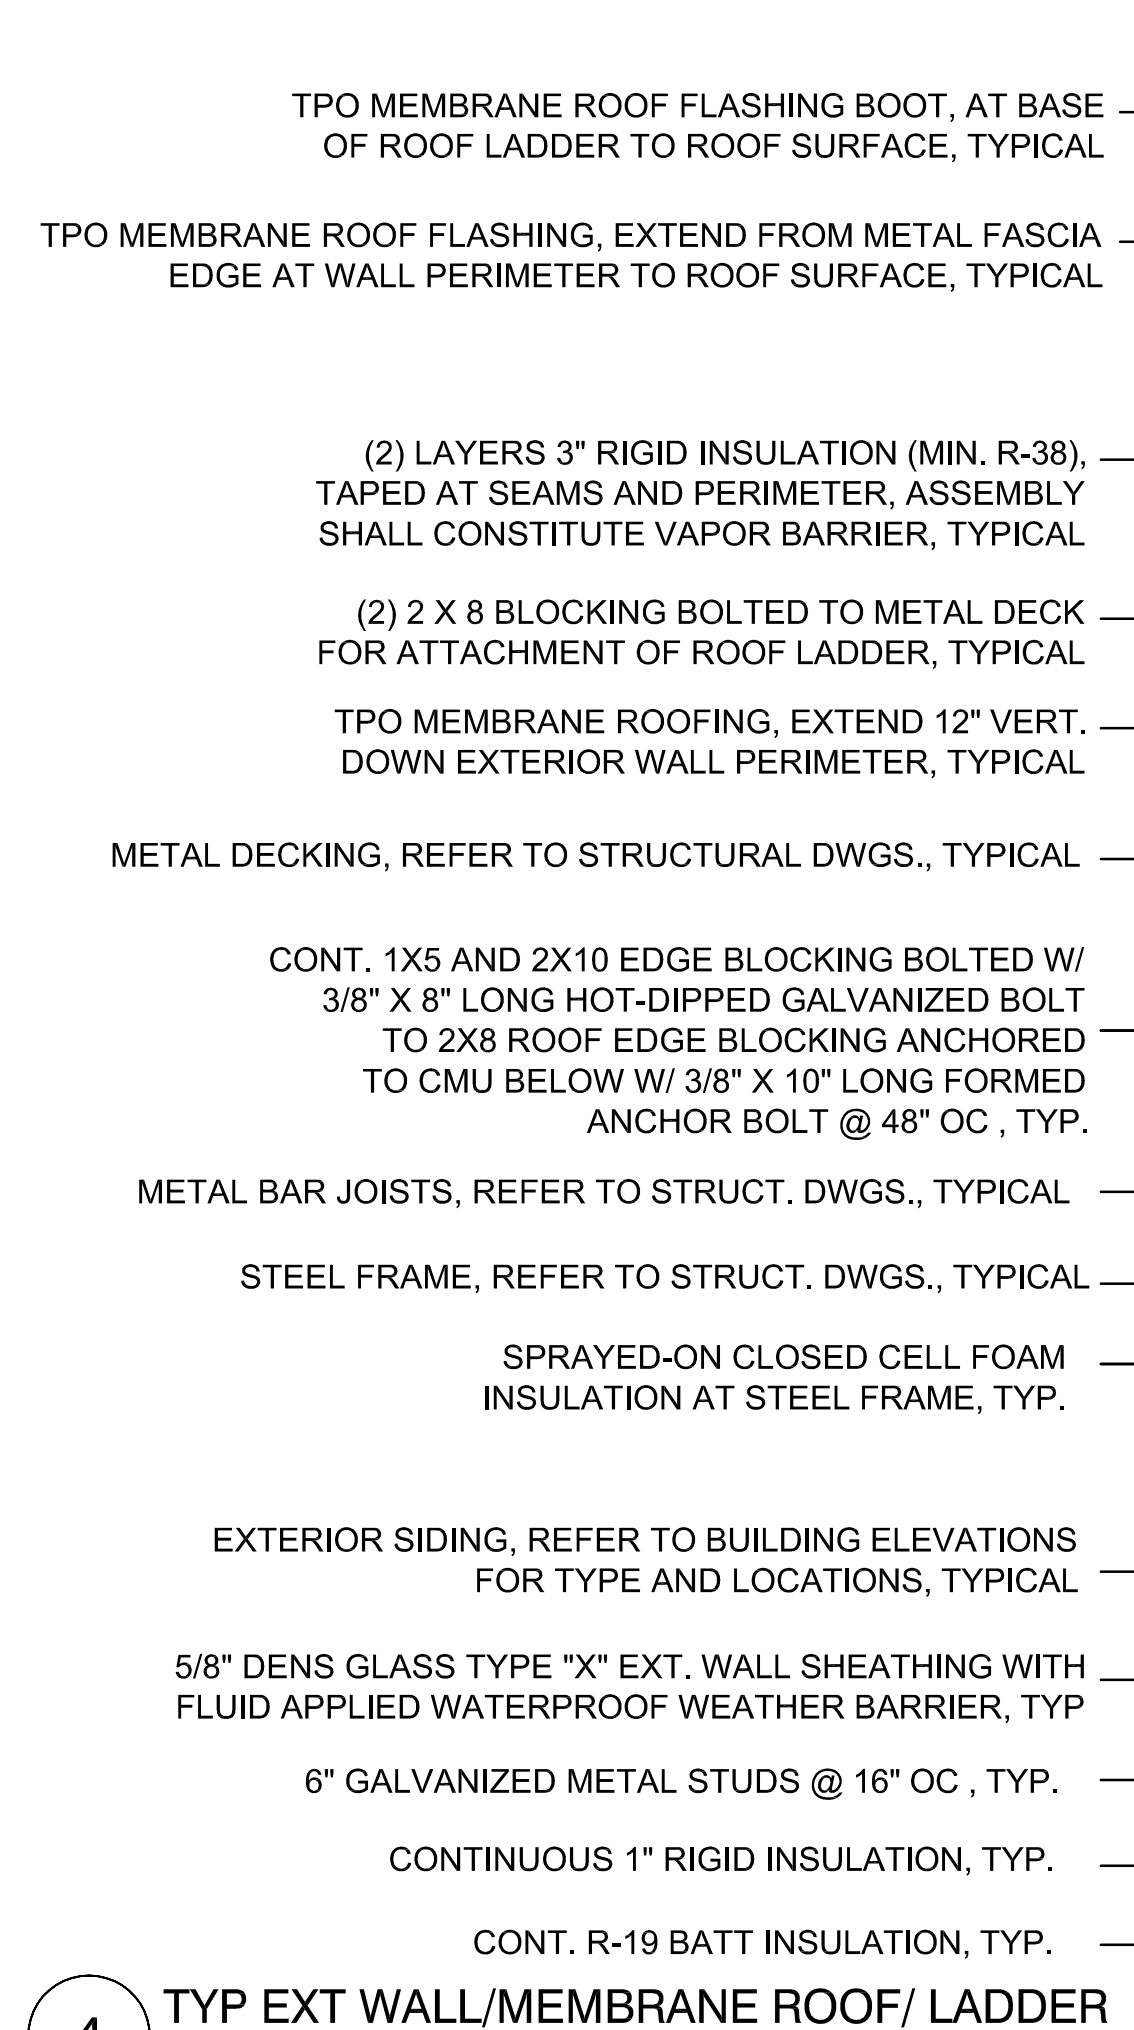 TPO MEMBRANE ROOF FLASHING BOOT, AT BASE
OF ROOF LADDER TO ROOF SURFACE, TYPICAL
TPO MEMBRANE ROOF FLASHING, EXTEND FROM METAL FASCIA
EDGE AT WALL PERIMETER TO ROOF SURFACE, TYPICAL
(2) LAYERS 3" RIGID INSULATION (MIN. R-38),
TAPED AT SEAMS AND PERIMETER, ASSEMBLY
SHALL CONSTITUTE VAPOR BARRIER, TYPICAL
(2) 2 X 8 BLOCKING BOLTED TO METAL DECK
FOR ATTACHMENT OF ROOF LADDER, TYPICAL
TPO MEMBRANE ROOFING, EXTEND 12" VERT.
DOWN EXTERIOR WALL PERIMETER, TYPICAL
METAL DECKING, REFER TO STRUCTURAL DWGS., TYPICAL
CONT. 1X5 AND 2X10 EDGE BLOCKING BOLTED W/
3/8" X 8" LONG HOT-DIPPED GALVANIZED BOLT
TO 2X8 ROOF EDGE BLOCKING ANCHORED
TO CMU BELOW W/ 3/8" X 10" LONG FORMED
ANCHOR BOLT @ 48" OC , TYP.
METAL BAR JOISTS, REFER TO STRUCT. DWGS., TYPICAL
STEEL FRAME, REFER TO STRUCT. DWGS., TYPICAL
SPRAYED-ON CLOSED CELL FOAM
INSULATION AT STEEL FRAME, TYP.
EXTERIOR SIDING, REFER TO BUILDING ELEVATIONS
FOR TYPE AND LOCATIONS, TYPICAL
5/8" DENS GLASS TYPE "X" EXT. WALL SHEATHING WITH
FLUID APPLIED WATERPROOF WEATHER BARRIER, TYP
6" GALVANIZED METAL STUDS @ 16" OC , TYP.
CONTINUOUS 1" RIGID INSULATION, TYP.
CONT. R-19 BATT INSULATION, TYP.
TYP EXT WALL/MEMBRANE ROOF/ LADDER